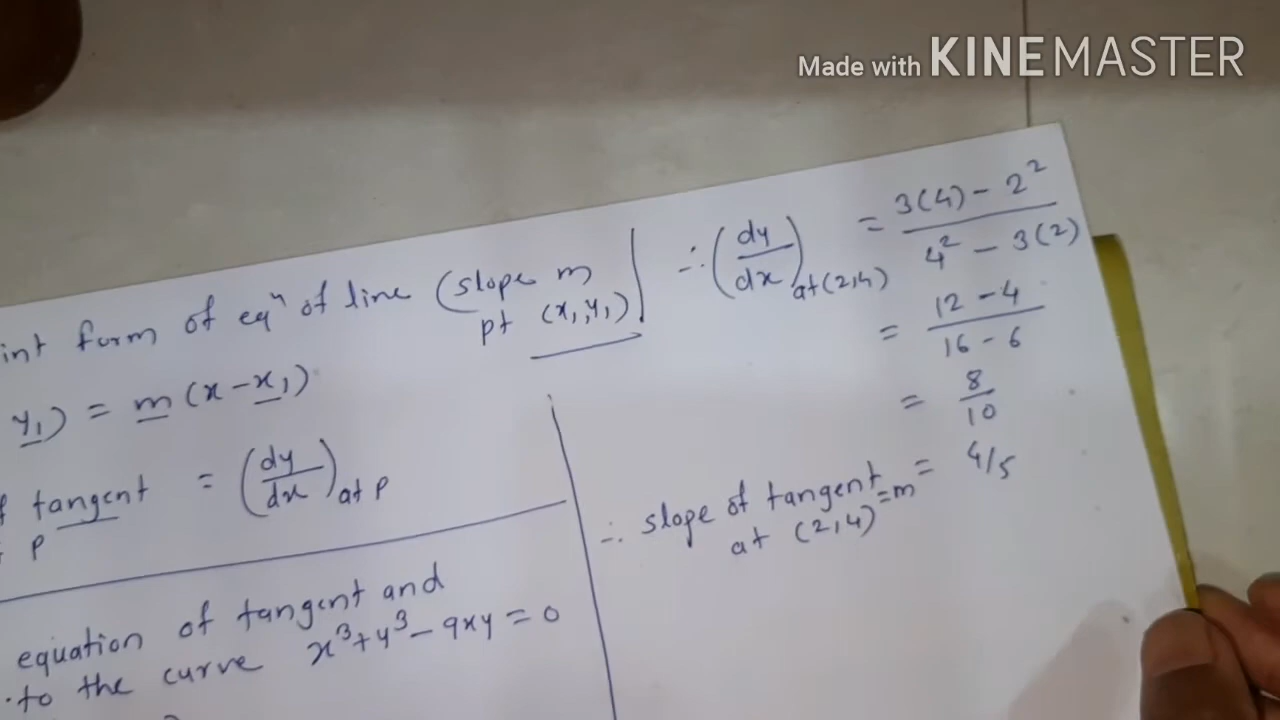 Made with KINEMASTER
int form of eqⁿ of line (slope m
pt (x₁, y₁)
y₁) = m(x-x₁)
tangent = (dy/dx) at p
p
equation of tangent and
to the curve x³+y³-9xy=0
∴ (dy/dx) at (2,4) = 3(4) - 2² / 4² - 3(2)
= 12-4 / 16-6
= 8/10
∴ slope of tangent = m = 4/5
at (2,4)